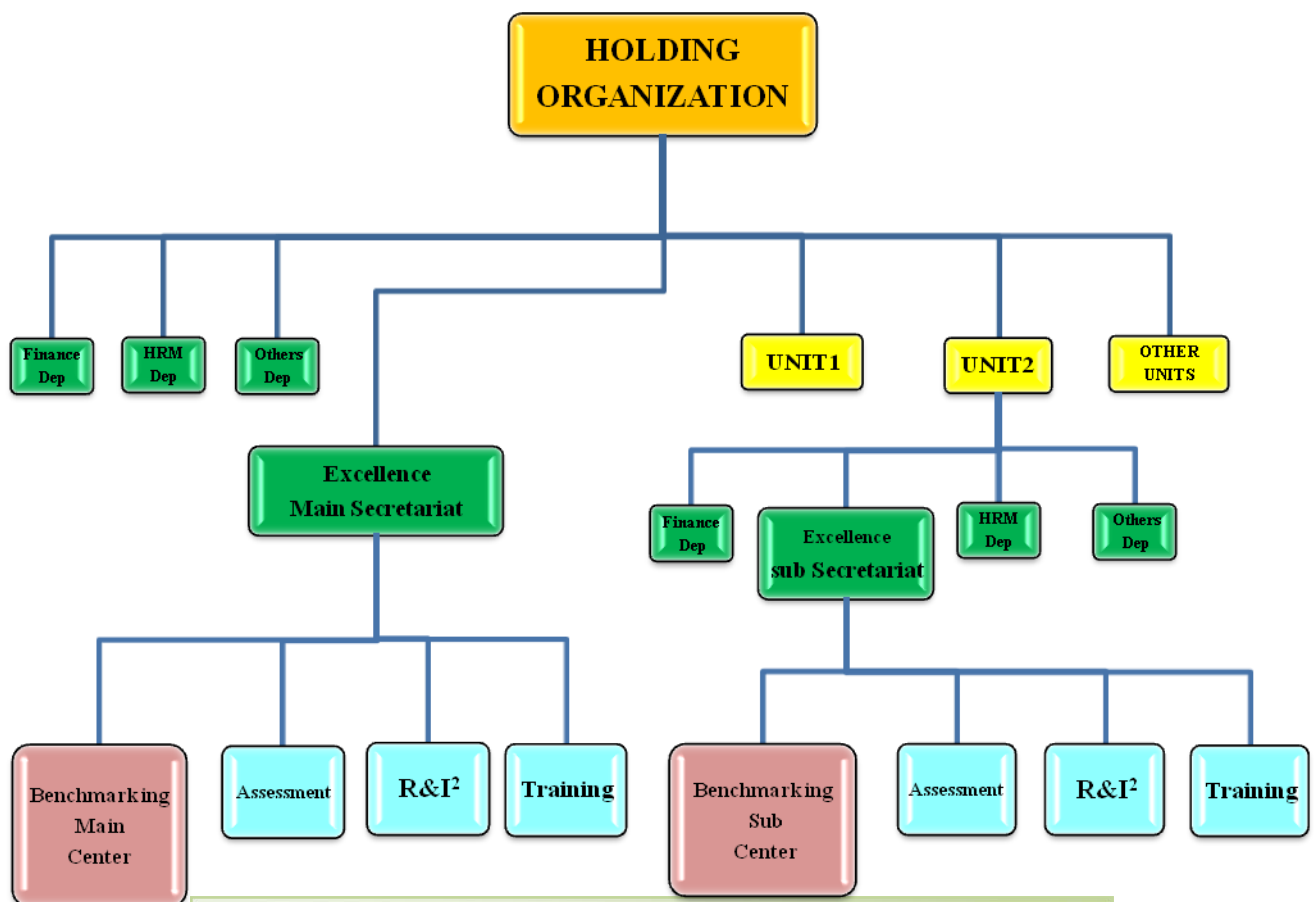 HOLDING
ORGANIZATION
Finance
Dep
HRM
Dep
Others
Dep
UNIT1
UNIT2
OTHER
UNITS
Excellence
Main Secretariat
Finance
Dep
Excellence
sub Secretariat
HRM
Dep
Others
Dep
Benchmarking
Main
Center
Assessment
R&I²
Training
Benchmarking
Sub
Center
Assessment
R&I²
Training